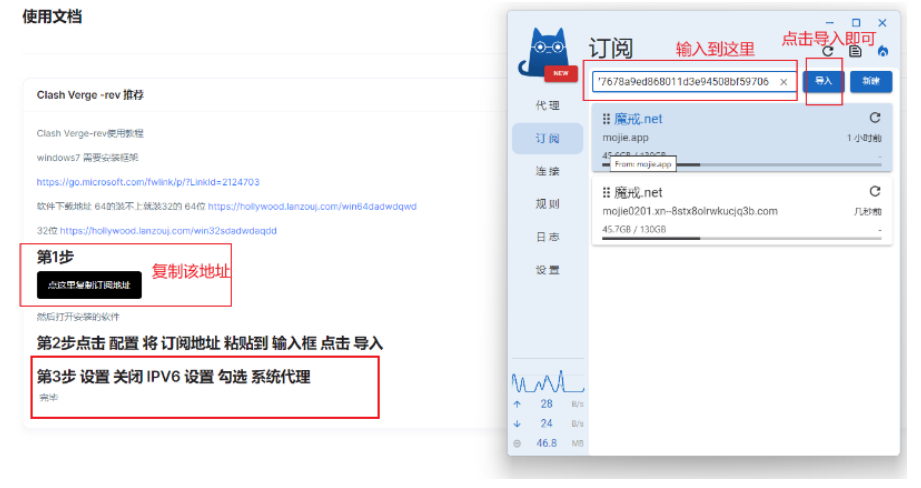 使用文档
Clash Verge -rev 推荐
Clash Verge-rev使用教程
windows7 需要安装框架
https://go.microsoft.com/fwlink/p/?LinkId=2124703
软件下载地址 64的装不上就装32的 64位 https://hollywood.lanzouj.com/win64dadwdqwd
32位 https://hollywood.lanzouj.com/win32sdadwdaqdd
第1步
复制该地址
点这里复制订阅地址
然后打开安装的软件
第2步点击 配置 将 订阅地址 粘贴到 输入框 点击 导入
第3步 设置 关闭 IPV6 设置 勾选 系统代理
完毕
订阅
输入到这里
点击导入即可
NEW
7678a9ed868011d3e94508bf59706
导入
新建
代理
订阅
连接
规则
日志
设置
魔戒.net
mojie.app
1 小时前
45.6GB / 130GB
From: mojie.app
魔戒.net
mojie0201.xn--8stx8olrwkucjq3b.com
几秒前
45.7GB / 130GB
-
28 B/s
24 B/s
46.8 MB